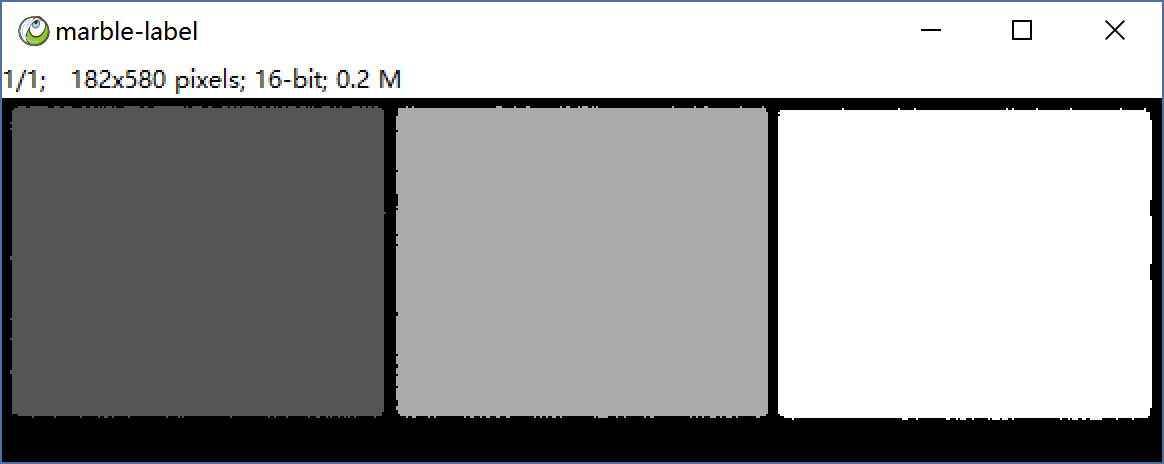 marble-label
1/1; 182x580 pixels; 16-bit; 0.2 M